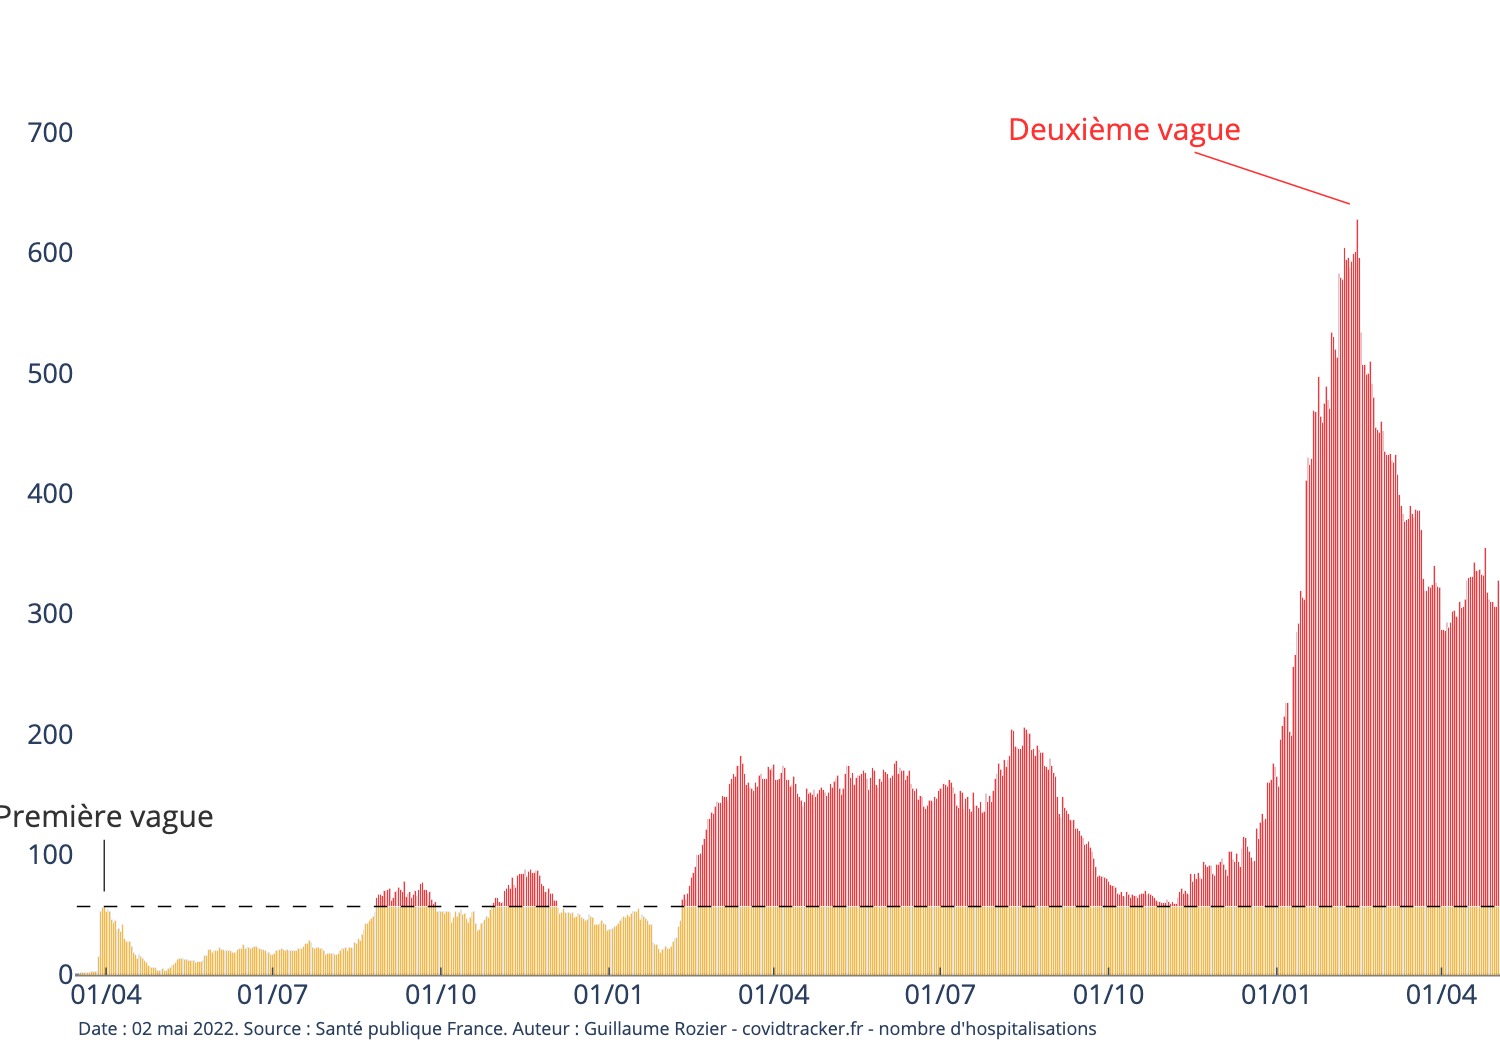 700
Deuxième vague
600
500
400
300
200
Première vague
100
0
01/04 01/07 01/10 01/01 01/04 01/07 01/10 01/01 01/04
Date : 02 mai 2022. Source : Santé publique France. Auteur : Guillaume Rozier - covidtracker.fr - nombre d'hospitalisations